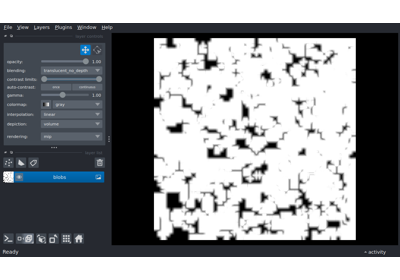 File View Layers Plugins Window Help
opacity: 1.00
blending: translucent_no_depth
contrast limits:
auto-contrast: once continuous
gamma: 1.00
colormap: gray
interpolation: linear
depiction: volume
rendering: mip
blobs
Ready activity